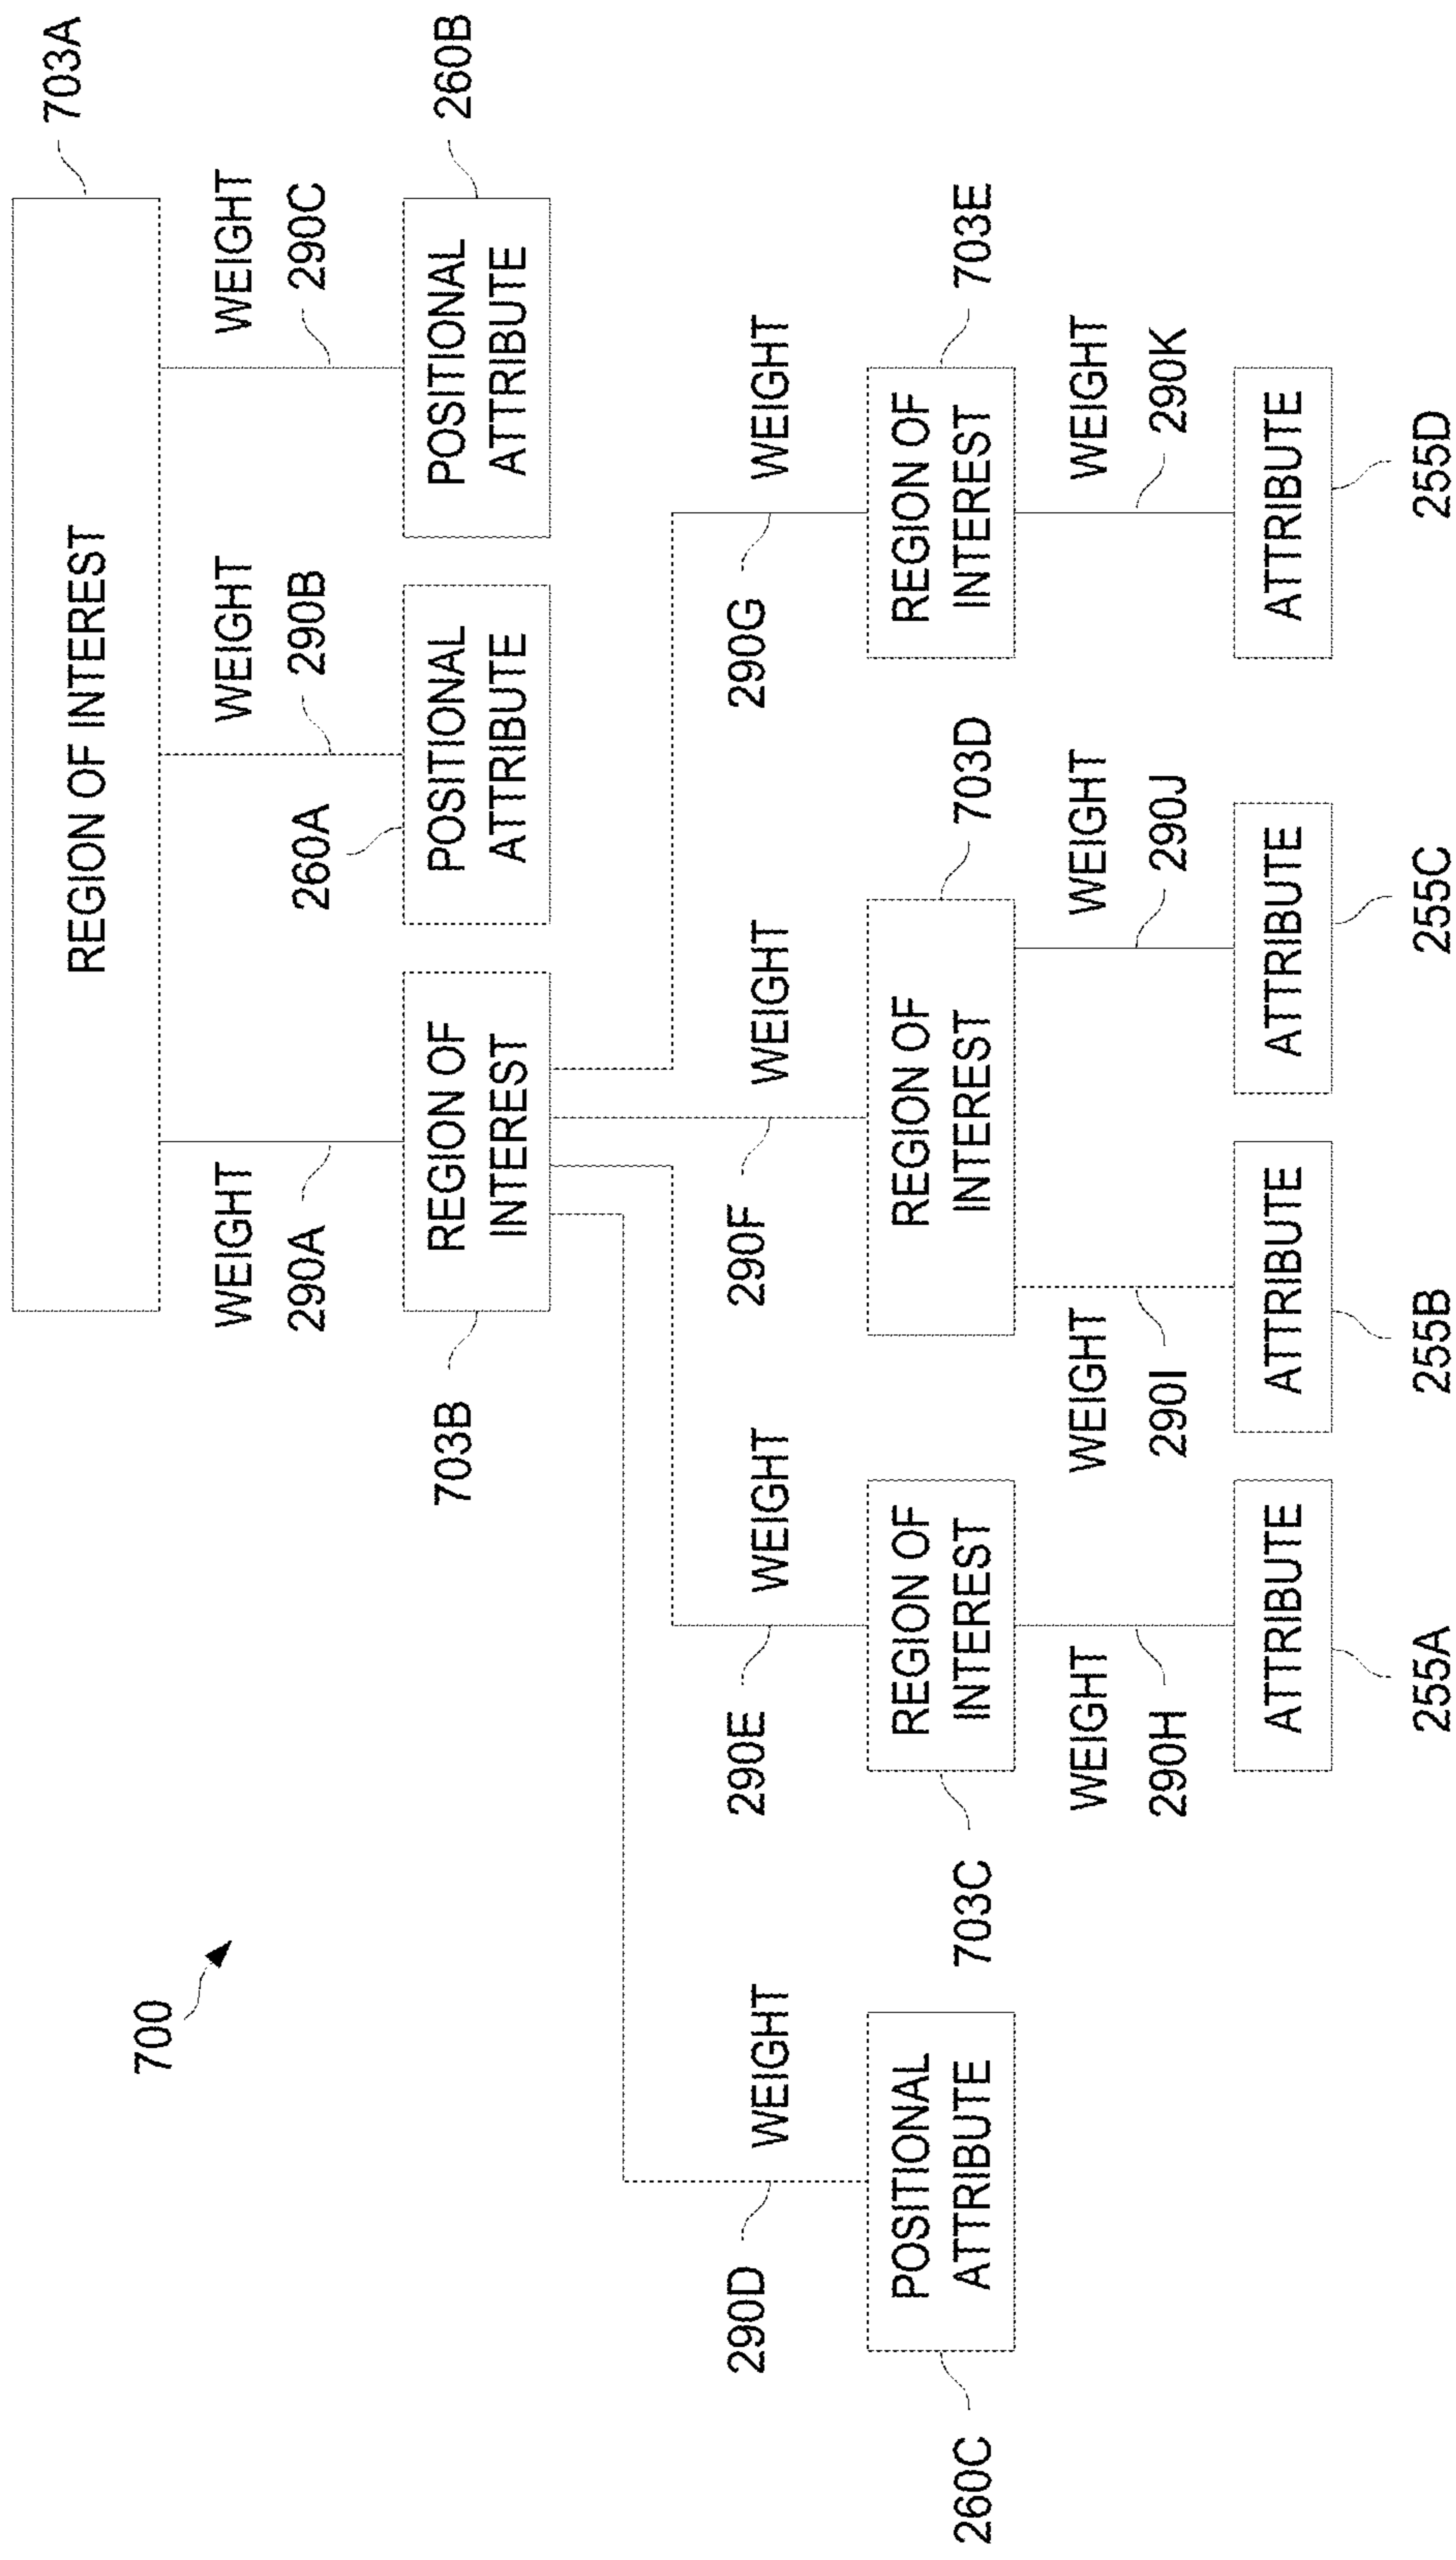 700
703A
REGION OF INTEREST
WEIGHT
290A
WEIGHT
290B
WEIGHT
290C
260A
703B
REGION OF
INTEREST
POSITIONAL
ATTRIBUTE
POSITIONAL
ATTRIBUTE
260B
290D
WEIGHT
290E
WEIGHT
290F
WEIGHT
290G
WEIGHT
260C
POSITIONAL
ATTRIBUTE
703C
REGION OF
INTEREST
REGION OF
INTEREST
703D
REGION OF
INTEREST
703E
WEIGHT
290H
WEIGHT
290I
WEIGHT
290J
WEIGHT
290K
ATTRIBUTE
ATTRIBUTE
ATTRIBUTE
ATTRIBUTE
255A
255B
255C
255D